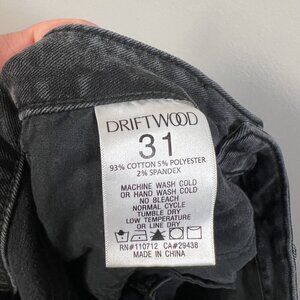 DRIFTWOOD
31
93% COTTON 5% POLYESTER
2% SPANDEX
MACHINE WASH COLD
OR HAND WASH COLD
NO BLEACH
NORMAL CYCLE
TUMBLE DRY
LOW TEMPERATURE
OR LINE DRY
RN#110712 CA#29438
MADE IN CHINA